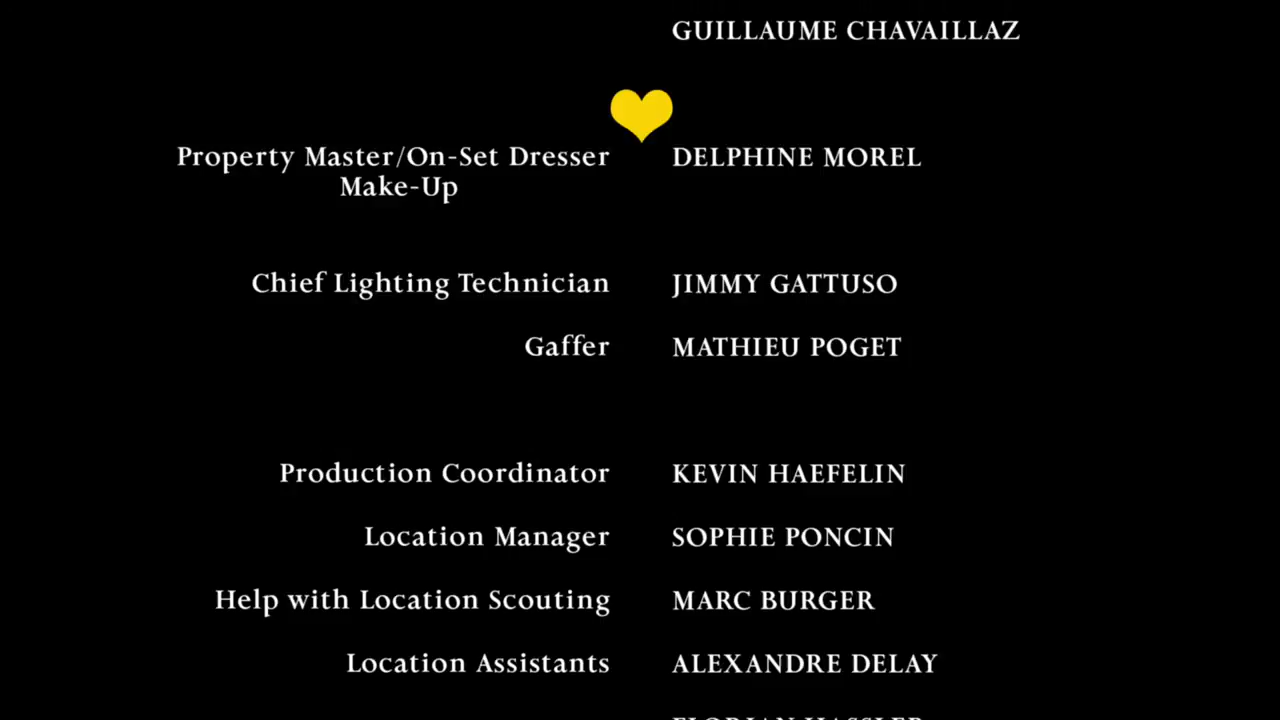 GUILLAUME CHAVAILLAZ
Property Master/On-Set Dresser DELPHINE MOREL
Make-Up
Chief Lighting Technician JIMMY GATTUSO
Gaffer MATHIEU POGET
Production Coordinator KEVIN HAEFELIN
Location Manager SOPHIE PONCIN
Help with Location Scouting MARC BURGER
Location Assistants ALEXANDRE DELAY